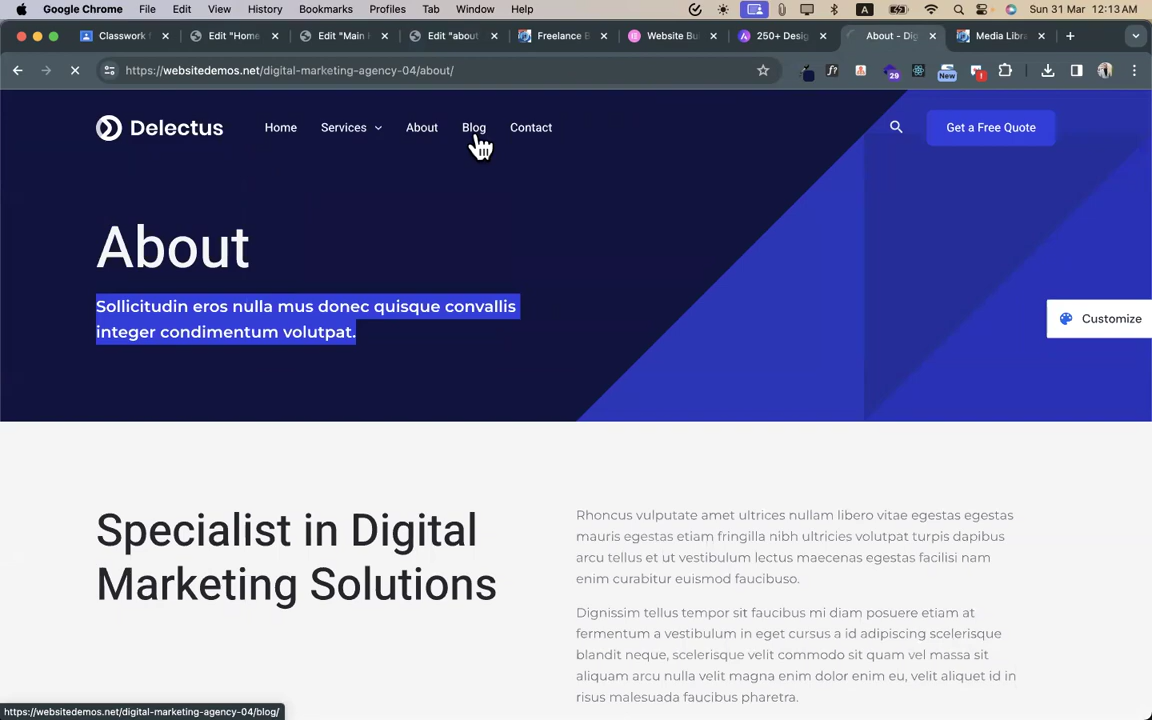 Google Chrome File Edit View History Bookmarks Profiles Tab Window Help A Sun 31 Mar 12:13 AM
Classwork Edit "Home Edit "Main Edit "about Freelance Website Bu 250+ Desig About - Dig Media Libra
https://websitedemos.net/digital-marketing-agency-04/about/ f? 29 New
Delectus Home Services About Blog Contact Get a Free Quote
About
Sollicitudin eros nulla mus donec quisque convallis
integer condimentum volutpat.
Customize
Specialist in Digital
Marketing Solutions
Rhoncus vulputate amet ultrices nullam libero vitae egestas egestas
mauris egestas etiam fringilla nibh ultricies volutpat turpis dapibus
arcu tellus et ut vestibulum lectus maecenas egestas facilisi nam
enim curabitur euismod faucibuso.
Dignissim tellus tempor sit faucibus mi diam posuere etiam at
fermentum a vestibulum in eget cursus a id adipiscing scelerisque
blandit neque, scelerisque velit commodo sit quam vel massa sit
aliquam arcu nulla velit magna enim dolor enim eu, velit aliquet id in
risus malesuada faucibus pharetra.
https://websitedemos.net/digital-marketing-agency-04/blog/